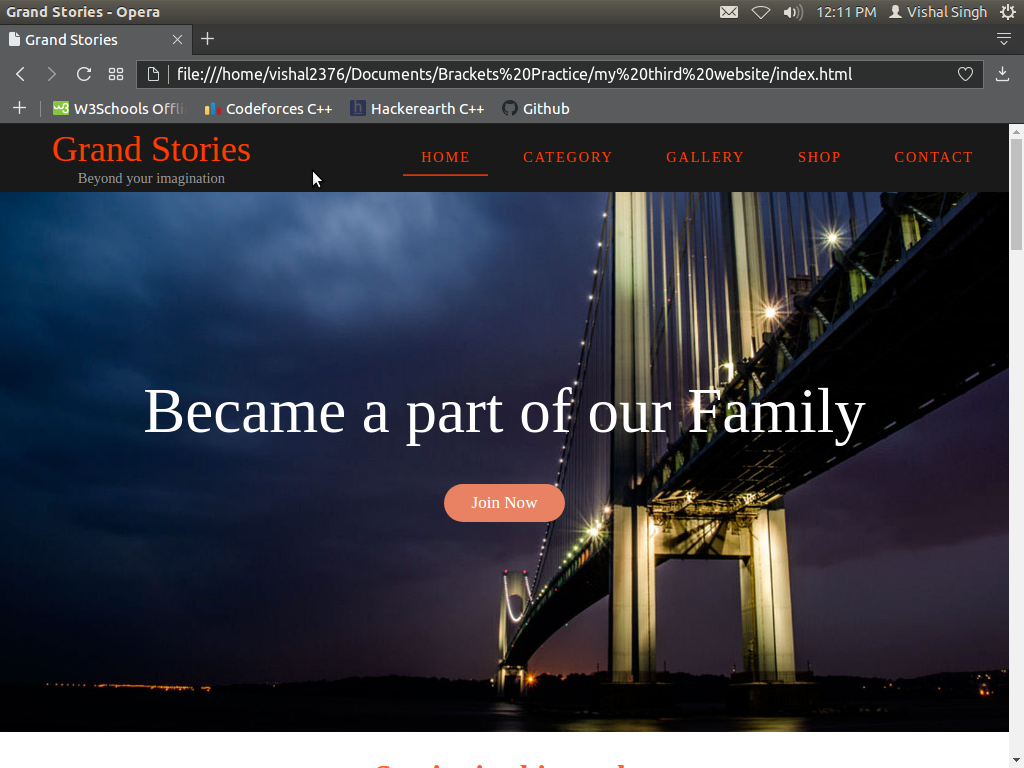 Grand Stories - Opera
12:11 PM Vishal Singh
Grand Stories
file:///home/vishal2376/Documents/Brackets%20Practice/my%20third%20website/index.html
W3Schools Offli
Codeforces C++
Hackerearth C++
Github
Grand Stories
Beyond your imagination
HOME CATEGORY GALLERY SHOP CONTACT
Became a part of our Family
Join Now